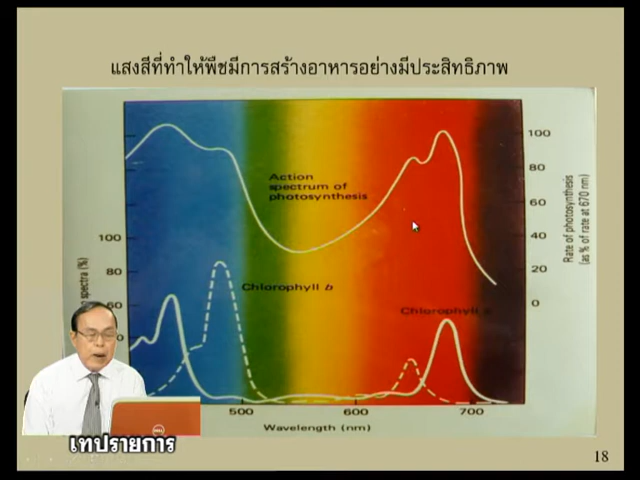 แสงสีที่ทำให้พืชมีการสร้างอาหารอย่างมีประสิทธิภาพ
Action
spectrum of
photosynthesis
100
80
60
40
20
0
Rate of photosynthesis
(as % of rate at 670 nm)
100
80
60
spectra (%)
Chlorophyll b
Chlorophyll
500
600
700
Wavelength (nm)
DELL
เทปรายการ
18